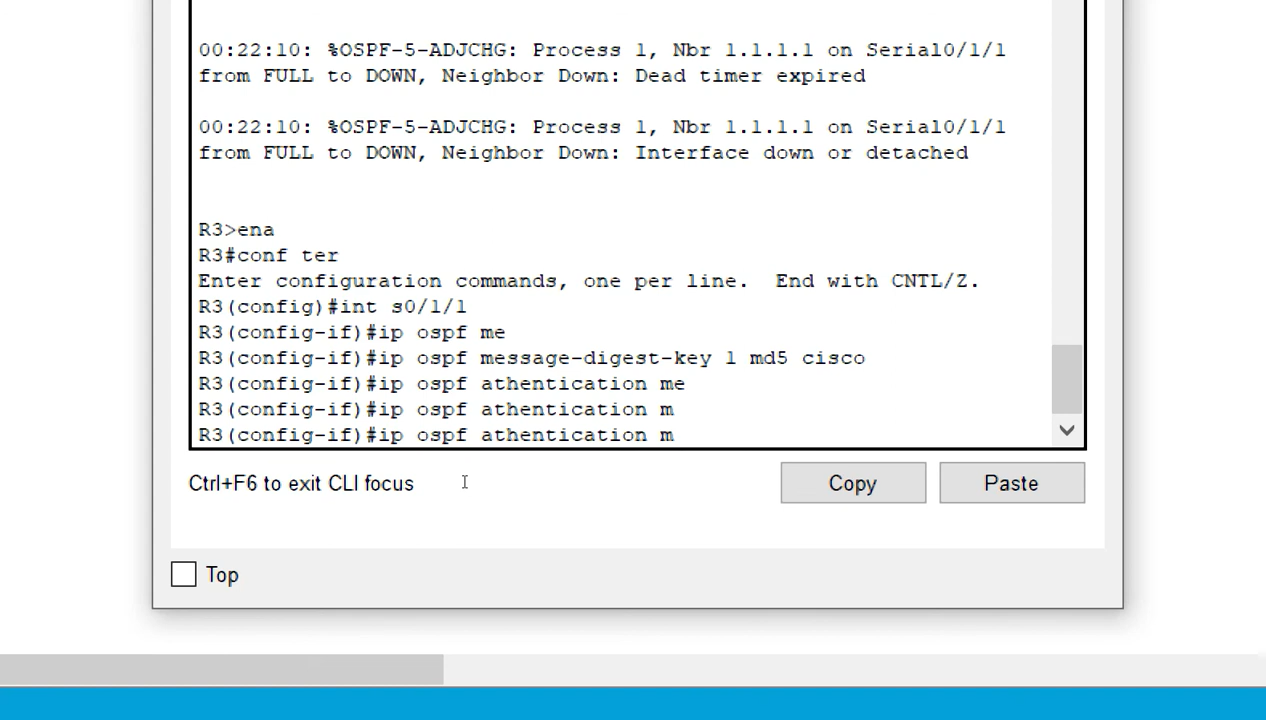 00:22:10: %OSPF-5-ADJCHG: Process 1, Nbr 1.1.1.1 on Serial0/1/1
from FULL to DOWN, Neighbor Down: Dead timer expired
00:22:10: %OSPF-5-ADJCHG: Process 1, Nbr 1.1.1.1 on Serial0/1/1
from FULL to DOWN, Neighbor Down: Interface down or detached
R3>ena
R3#conf ter
Enter configuration commands, one per line.  End with CNTL/Z.
R3(config)#int s0/1/1
R3(config-if)#ip ospf me
R3(config-if)#ip ospf message-digest-key 1 md5 cisco
R3(config-if)#ip ospf athentication me
R3(config-if)#ip ospf athentication m
R3(config-if)#ip ospf athentication m
Ctrl+F6 to exit CLI focus
Copy
Paste
Top